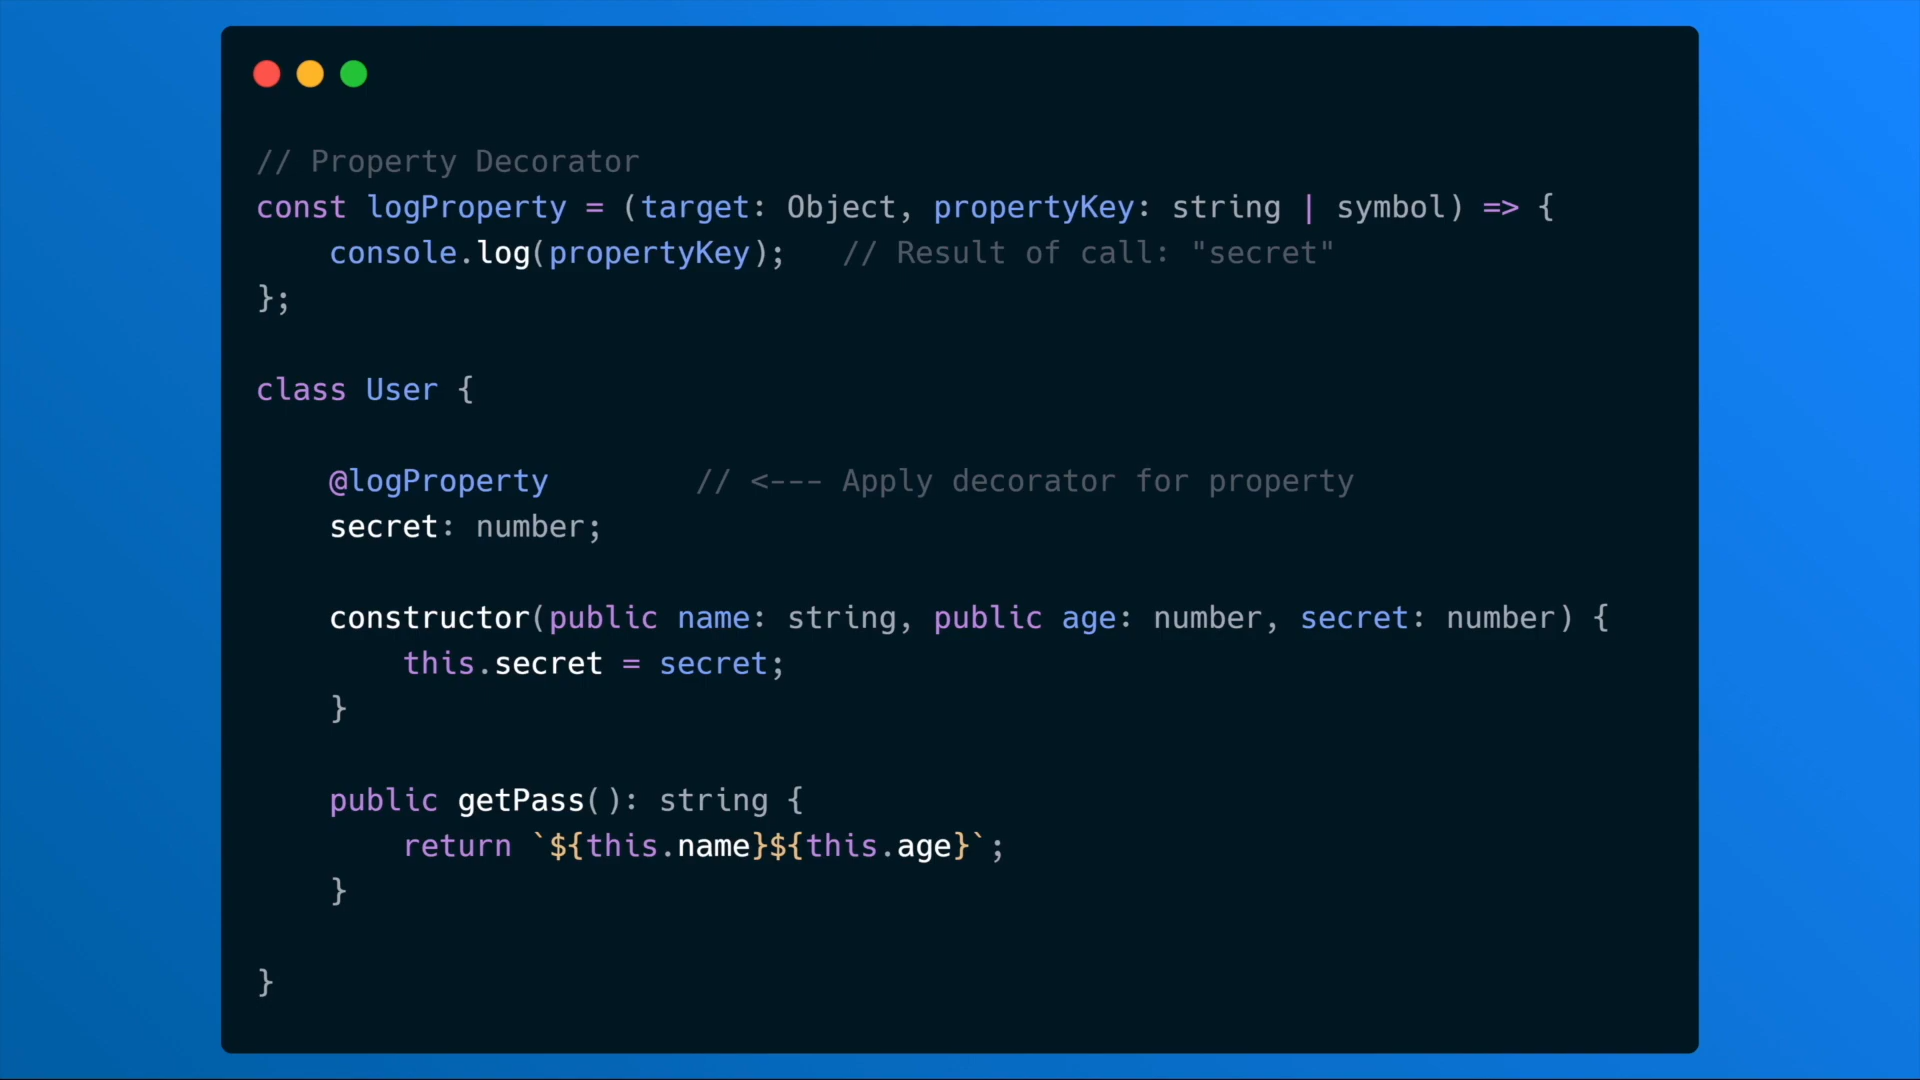 // Property Decorator
const logProperty = (target: Object, propertyKey: string | symbol) => {
    console.log(propertyKey);   // Result of call: "secret"
};
class User {
    @logProperty        // <--- Apply decorator for property
    secret: number;
    constructor(public name: string, public age: number, secret: number) {
        this.secret = secret;
    }
    public getPass(): string {
        return `${this.name}${this.age}`;
    }
}